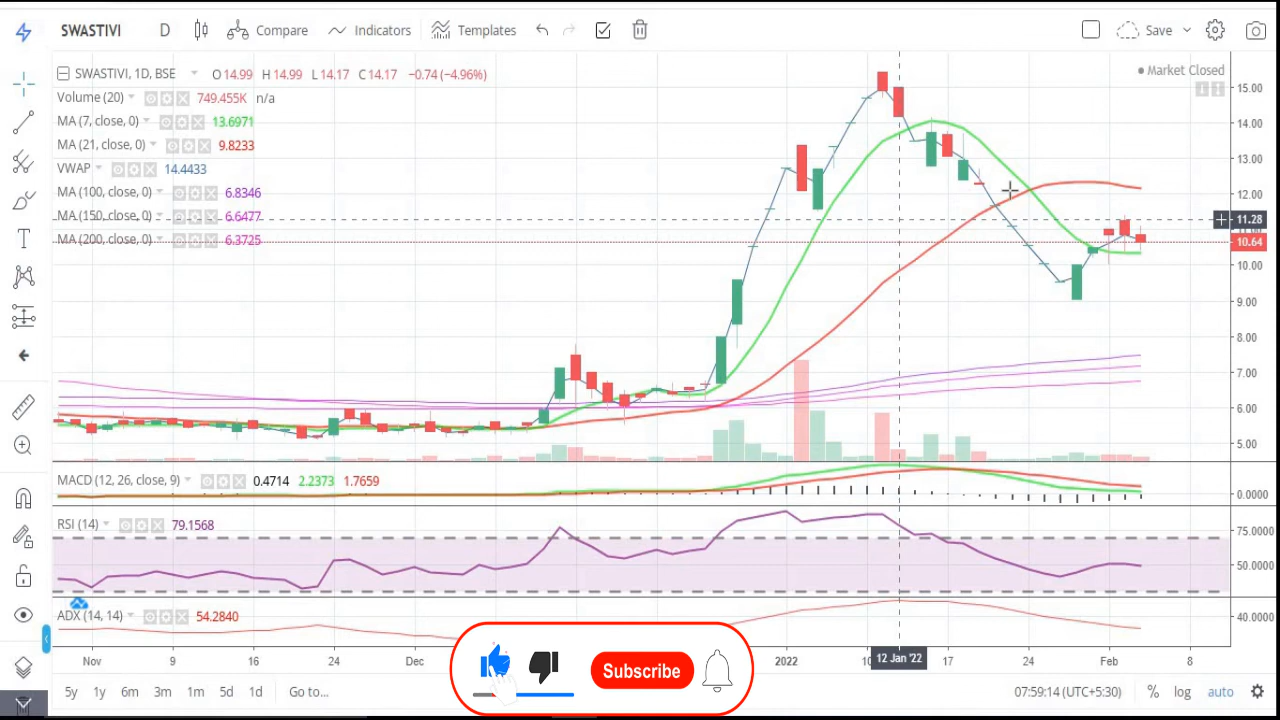 SWASTIVI D Compare Indicators Templates Save
SWASTIVI, 1D, BSE O14.99 H14.99 L14.17 C14.17 −0.74 (−4.96%)
Market Closed
Volume (20) 749.455K n/a
MA (7, close, 0) 13.6971
MA (21, close, 0) 9.8233
VWAP 14.4433
MA (100, close, 0) 6.8346
MA (150, close, 0) 6.6477
MA (200, close, 0) 6.3725
15.00
14.00
13.00
12.00
11.28
10.64
10.00
9.00
8.00
7.00
6.00
5.00
MACD (12, 26, close, 9) 0.4714 2.2373 1.7659
0.0000
RSI (14) 79.1568
75.0000
50.0000
ADX (14, 14) 54.2840
40.0000
Nov 9 16 24 Dec 2022 10 12 Jan '22 17 24 Feb 8
Subscribe
5y 1y 6m 3m 1m 5d 1d Go to... 07:59:14 (UTC+5:30) % log auto